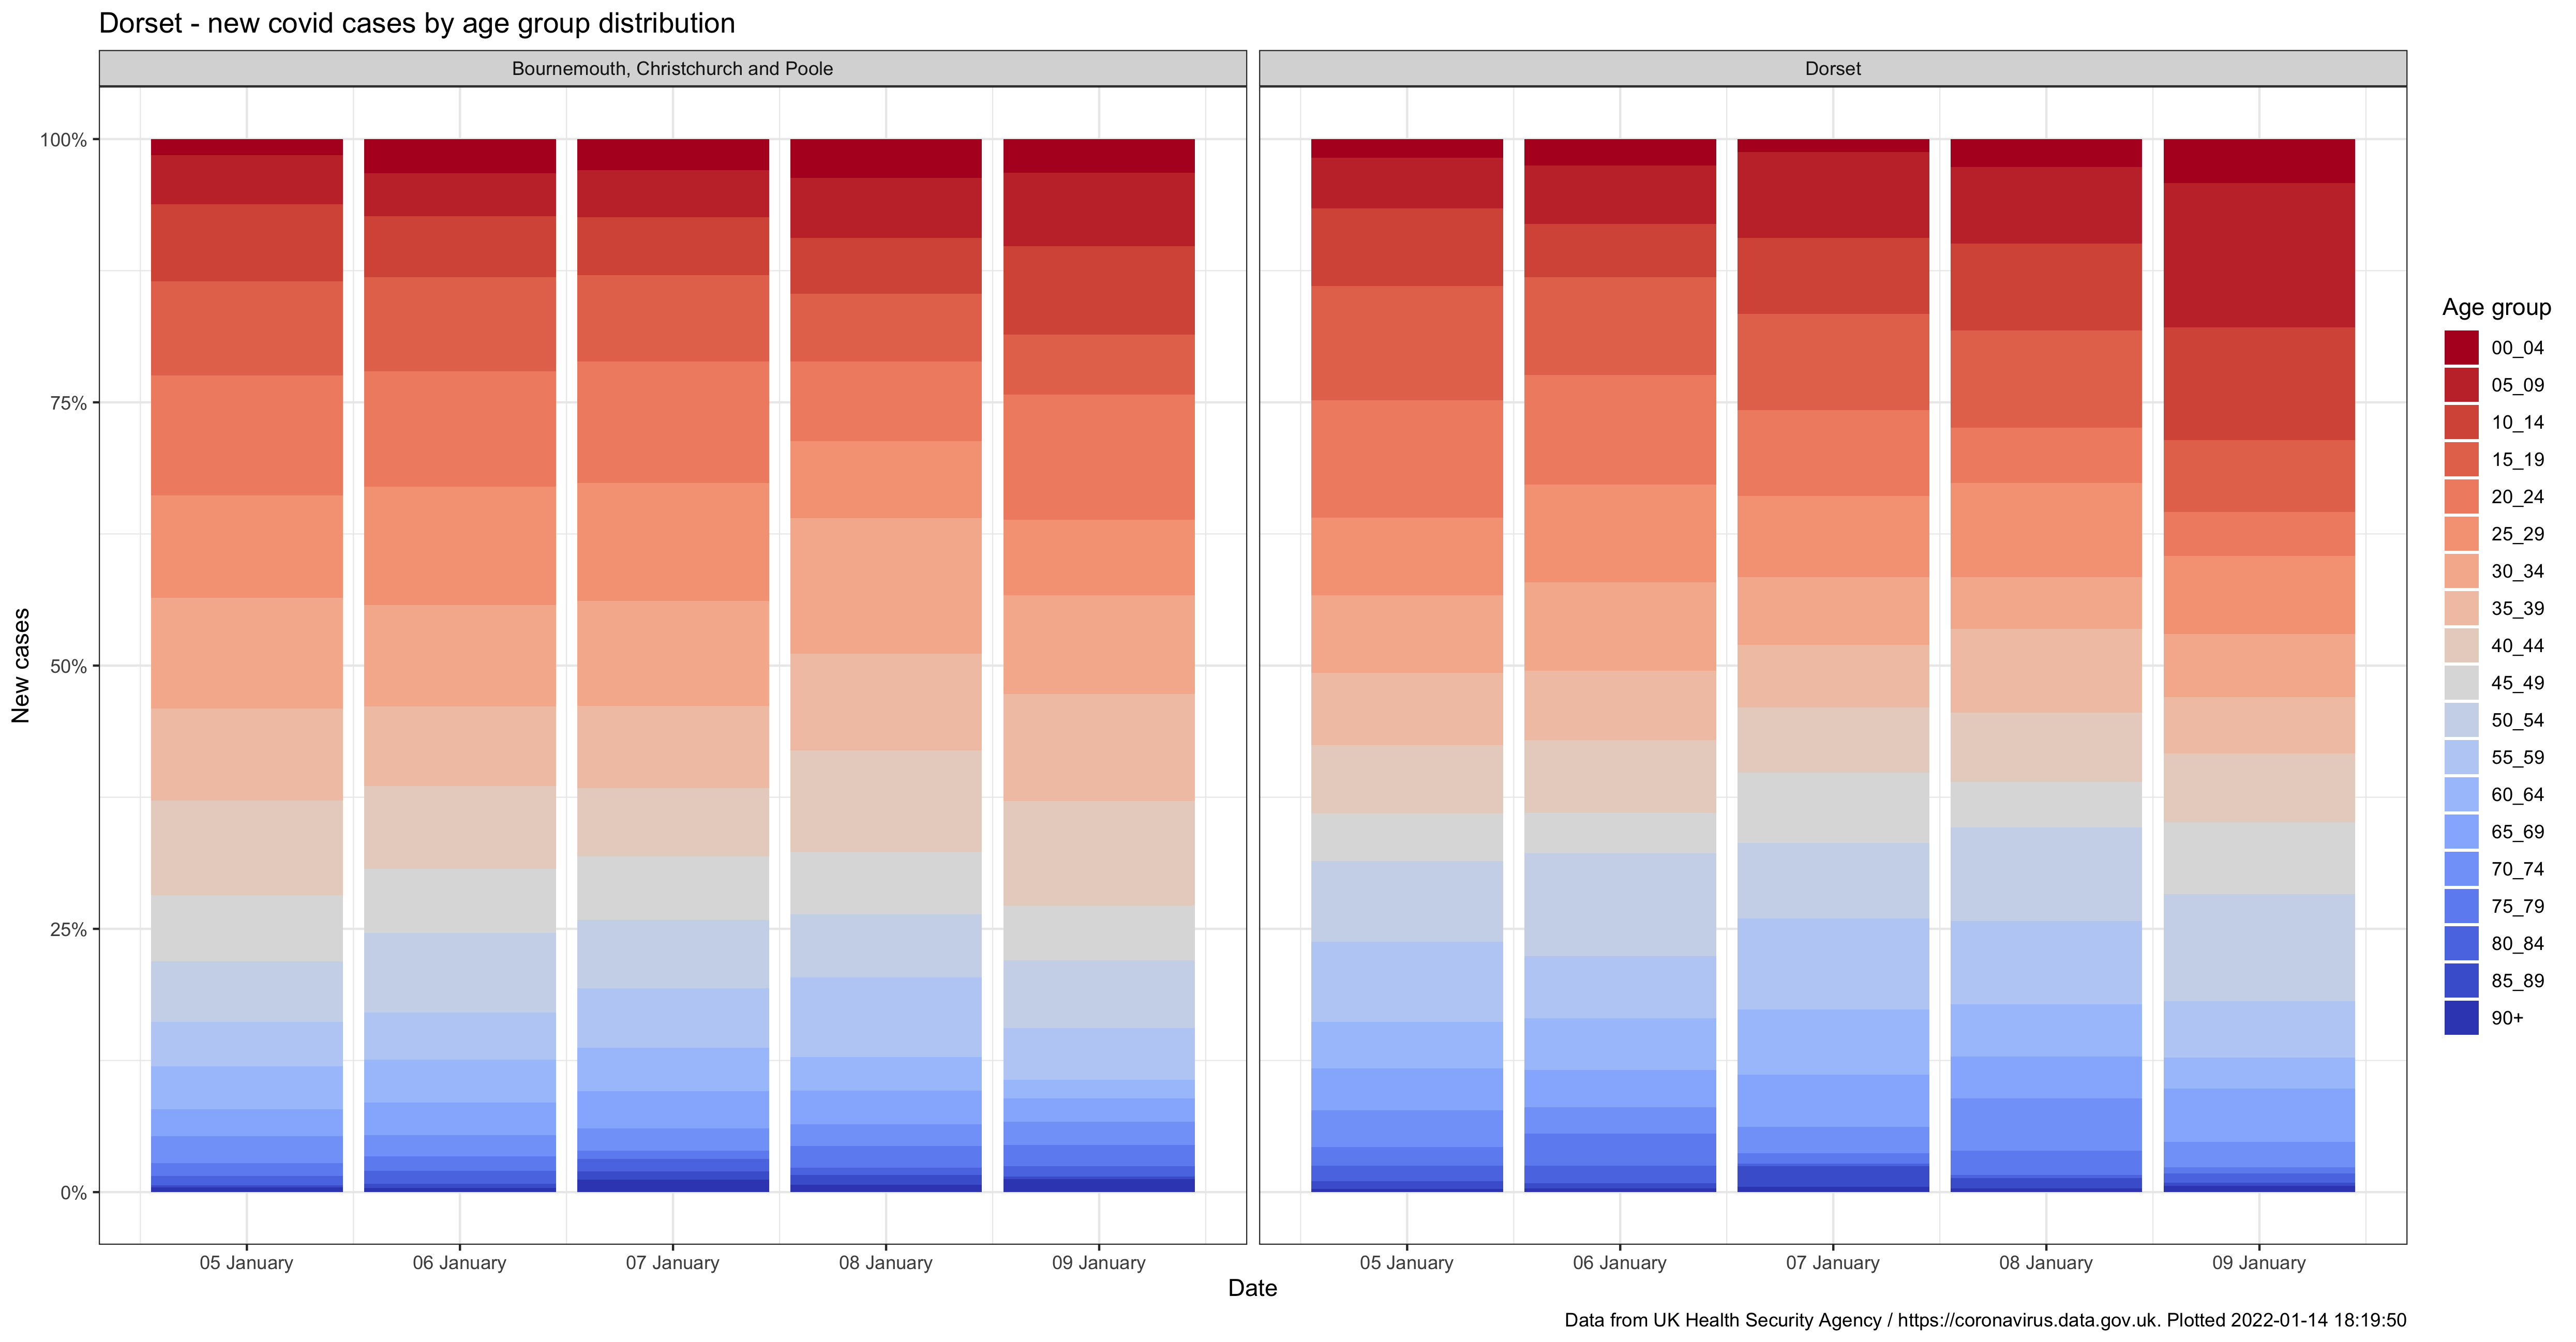 Dorset - new covid cases by age group distribution
Bournemouth, Christchurch and Poole
Dorset
New cases
100%
75%
50%
25%
0%
05 January
06 January
07 January
08 January
09 January
05 January
06 January
07 January
08 January
09 January
Date
Age group
00_04
05_09
10_14
15_19
20_24
25_29
30_34
35_39
40_44
45_49
50_54
55_59
60_64
65_69
70_74
75_79
80_84
85_89
90+
Data from UK Health Security Agency / https://coronavirus.data.gov.uk. Plotted 2022-01-14 18:19:50